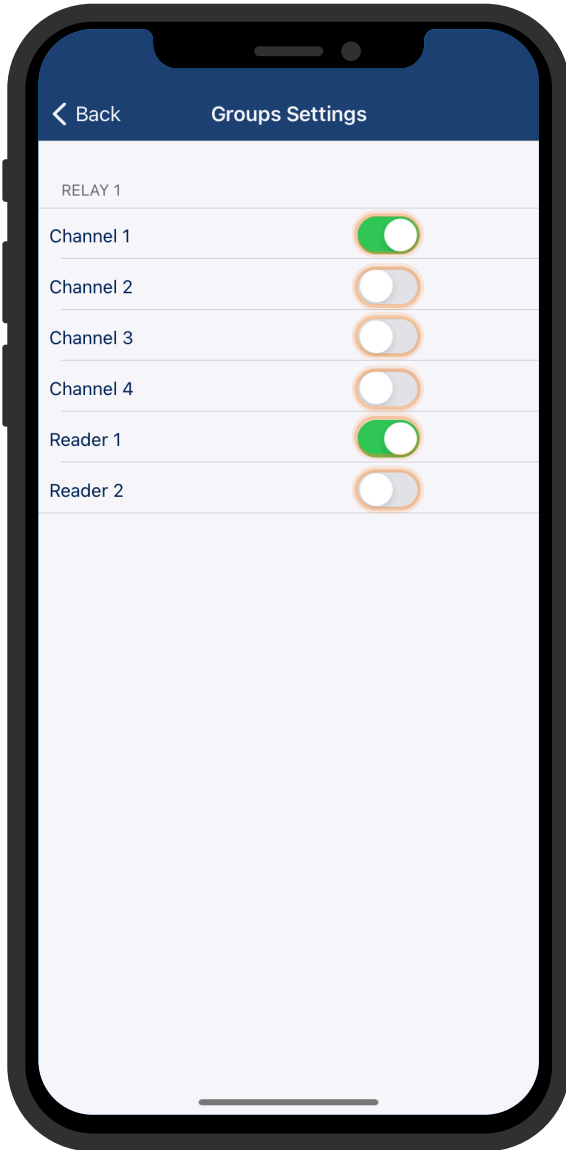 Back
Groups Settings
RELAY 1
Channel 1
Channel 2
Channel 3
Channel 4
Reader 1
Reader 2